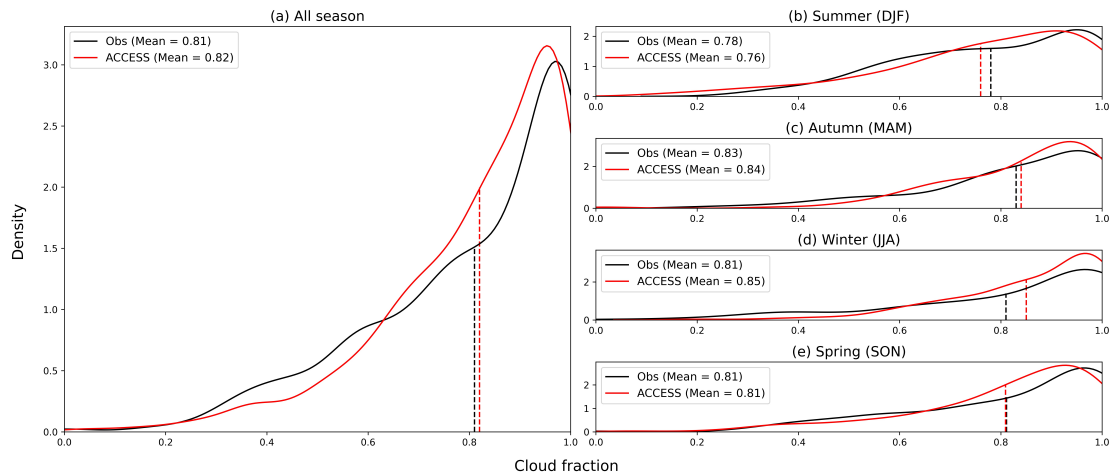 (a) All season
Obs (Mean = 0.81)
ACCESS (Mean = 0.82)
3.0
2.5
2.0
1.5
1.0
0.5
0.0
0.0 0.2 0.4 0.6 0.8 1.0
Density
(b) Summer (DJF)
Obs (Mean = 0.78)
ACCESS (Mean = 0.76)
2
1
0
0.0 0.2 0.4 0.6 0.8 1.0
(c) Autumn (MAM)
Obs (Mean = 0.83)
ACCESS (Mean = 0.84)
2
0
0.0 0.2 0.4 0.6 0.8 1.0
(d) Winter (JJA)
Obs (Mean = 0.81)
ACCESS (Mean = 0.85)
2
0
0.0 0.2 0.4 0.6 0.8 1.0
(e) Spring (SON)
Obs (Mean = 0.81)
ACCESS (Mean = 0.81)
2
1
0
0.0 0.2 0.4 0.6 0.8 1.0
Cloud fraction